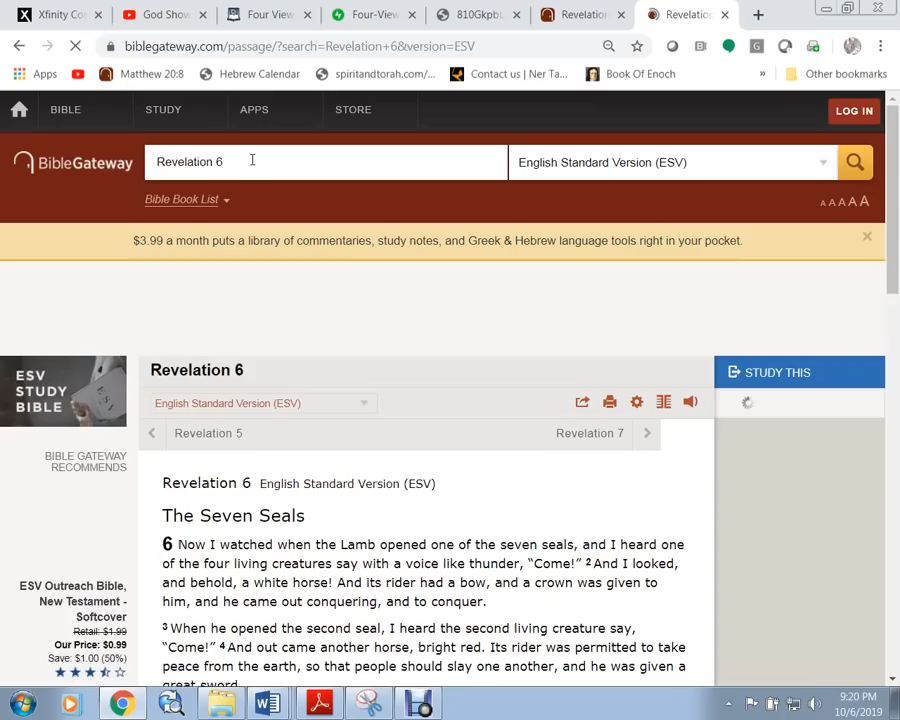 Xfinity Co
God Show
Four View
Four-View
810GkpbL
Revelation
Revelation
biblegateway.com/passage/?search=Revelation+6&version=ESV
Apps
Matthew 20:8
Hebrew Calendar
spiritandtorah.com/...
Contact us | Ner Ta...
Book Of Enoch
»
Other bookmarks
BIBLE
STUDY
APPS
STORE
LOG IN
BibleGateway
Revelation 6
English Standard Version (ESV)
Bible Book List
A A A A A
$3.99 a month puts a library of commentaries, study notes, and Greek & Hebrew language tools right in your pocket.
ESV
STUDY
BIBLE
BIBLE GATEWAY
RECOMMENDS
ESV Outreach Bible,
New Testament -
Softcover
Retail: $1.99
Our Price: $0.99
Save: $1.00 (50%)
Revelation 6
English Standard Version (ESV)
Revelation 5
Revelation 7
Revelation 6 English Standard Version (ESV)
The Seven Seals
6 Now I watched when the Lamb opened one of the seven seals, and I heard one
of the four living creatures say with a voice like thunder, “Come!” 2 And I looked,
and behold, a white horse! And its rider had a bow, and a crown was given to
him, and he came out conquering, and to conquer.
3 When he opened the second seal, I heard the second living creature say,
“Come!” 4 And out came another horse, bright red. Its rider was permitted to take
peace from the earth, so that people should slay one another, and he was given a
great sword.
STUDY THIS
9:20 PM
10/6/2019